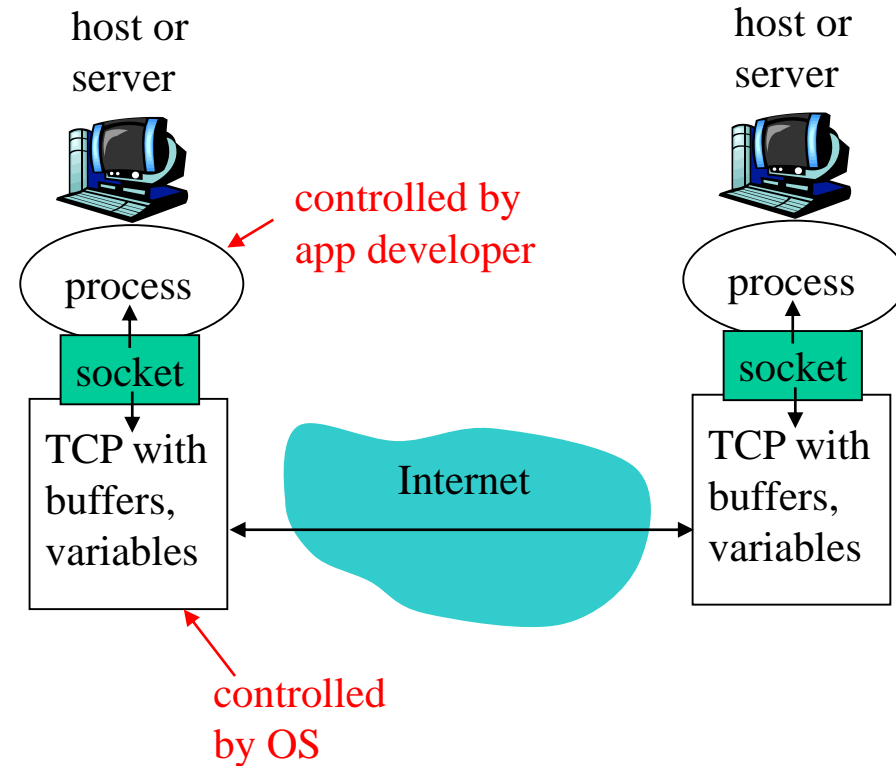 host or
server
host or
server
controlled by
app developer
process
process
socket
socket
TCP with
buffers,
variables
Internet
TCP with
buffers,
variables
controlled
by OS